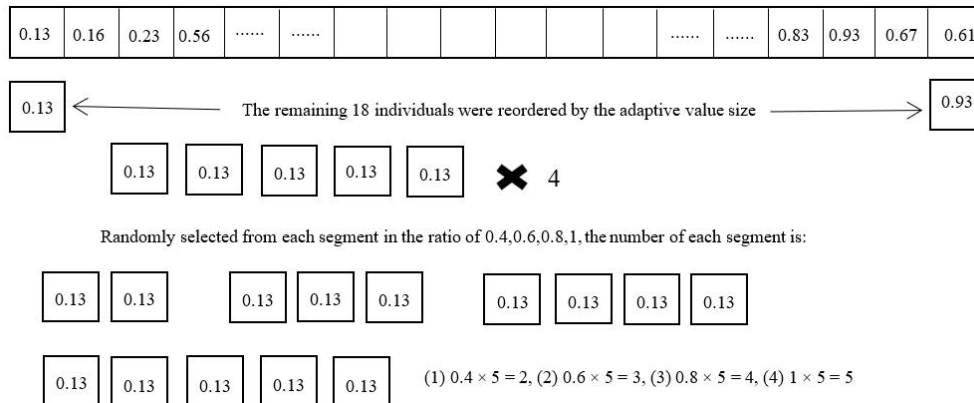 0.13 0.16 0.23 0.56 ...... ...... ...... ...... 0.83 0.93 0.67 0.61
0.13 The remaining 18 individuals were reordered by the adaptive value size 0.93
0.13 0.13 0.13 0.13 0.13 ✖ 4
Randomly selected from each segment in the ratio of 0.4,0.6,0.8,1, the number of each segment is:
0.13 0.13 0.13 0.13 0.13 0.13 0.13 0.13 0.13
0.13 0.13 0.13 0.13 0.13 (1) 0.4 × 5 = 2, (2) 0.6 × 5 = 3, (3) 0.8 × 5 = 4, (4) 1 × 5 = 5